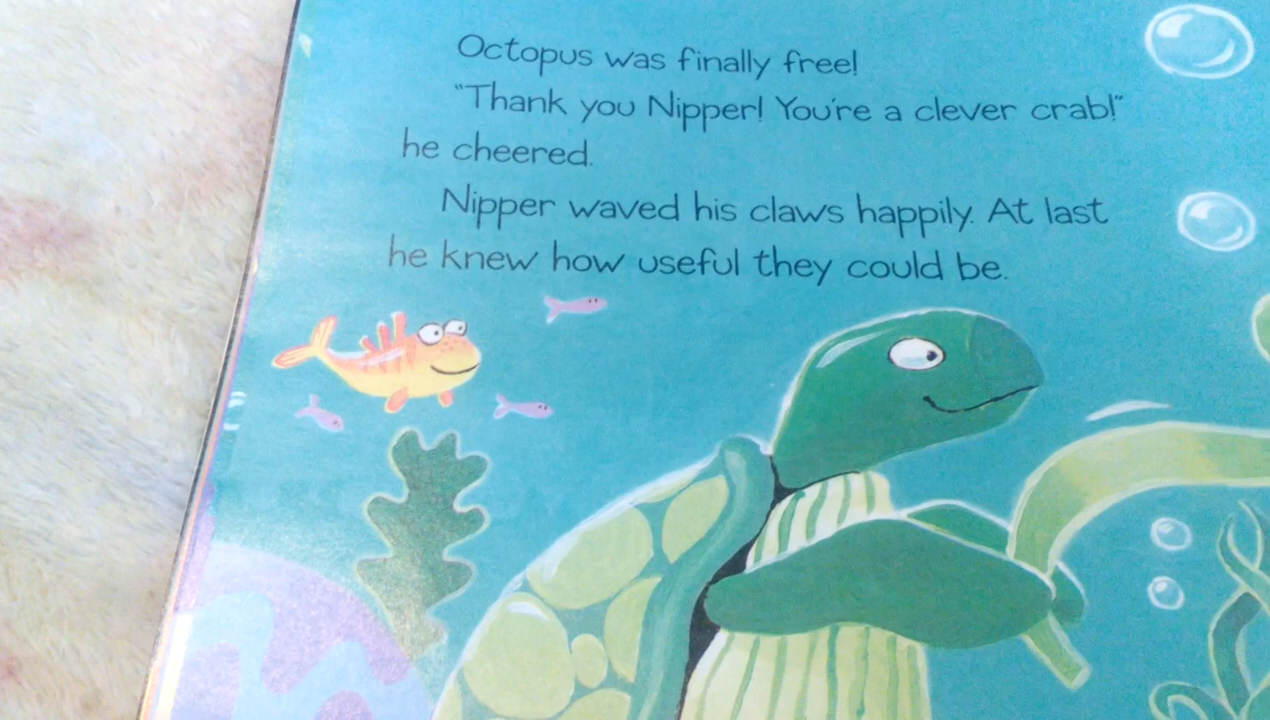 Octopus was finally free!
"Thank you Nipper! You're a clever crab!"
he cheered.
Nipper waved his claws happily. At last
he knew how useful they could be.